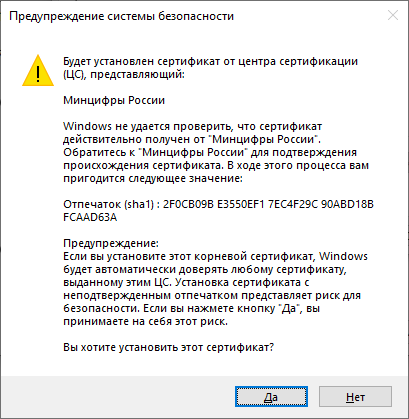 Предупреждение системы безопасности
Будет установлен сертификат от центра сертификации
(ЦС), представляющий:
Минцифры России
Windows не удается проверить, что сертификат
действительно получен от "Минцифры России".
Обратитесь к "Минцифры России" для подтверждения
происхождения сертификата. В ходе этого процесса вам
пригодится следующее значение:
Отпечаток (sha1) : 2F0CB09B E3550EF1 7EC4F29C 90ABD18B
FCAAD63A
Предупреждение:
Если вы установите этот корневой сертификат, Windows
будет автоматически доверять любому сертификату,
выданному этим ЦС. Установка сертификата с
неподтвержденным отпечатком представляет риск для
безопасности. Если вы нажмете кнопку "Да", вы
принимаете на себя этот риск.
Вы хотите установить этот сертификат?
Да
Нет